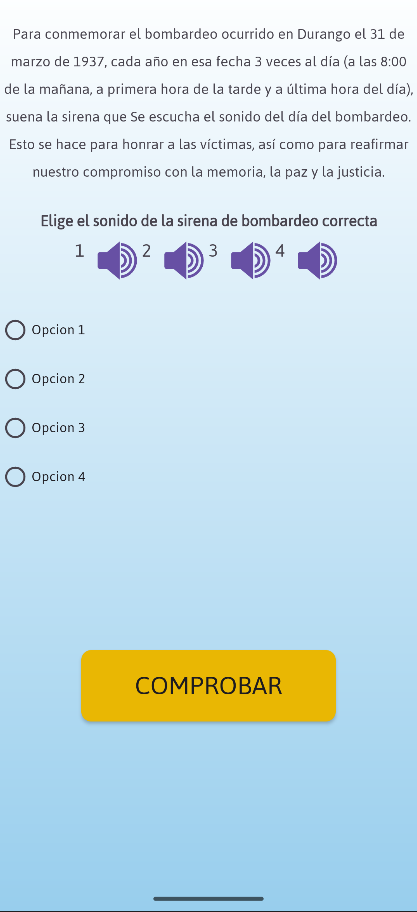 Para conmemorar el bombardeo ocurrido en Durango el 31 de
marzo de 1937, cada año en esa fecha 3 veces al día (a las 8:00
de la mañana, a primera hora de la tarde y a última hora del día),
suena la sirena que Se escucha el sonido del día del bombardeo.
Esto se hace para honrar a las víctimas, así como para reafirmar
nuestro compromiso con la memoria, la paz y la justicia.
Elige el sonido de la sirena de bombardeo correcta
1 2 3 4
Opcion 1
Opcion 2
Opcion 3
Opcion 4
COMPROBAR